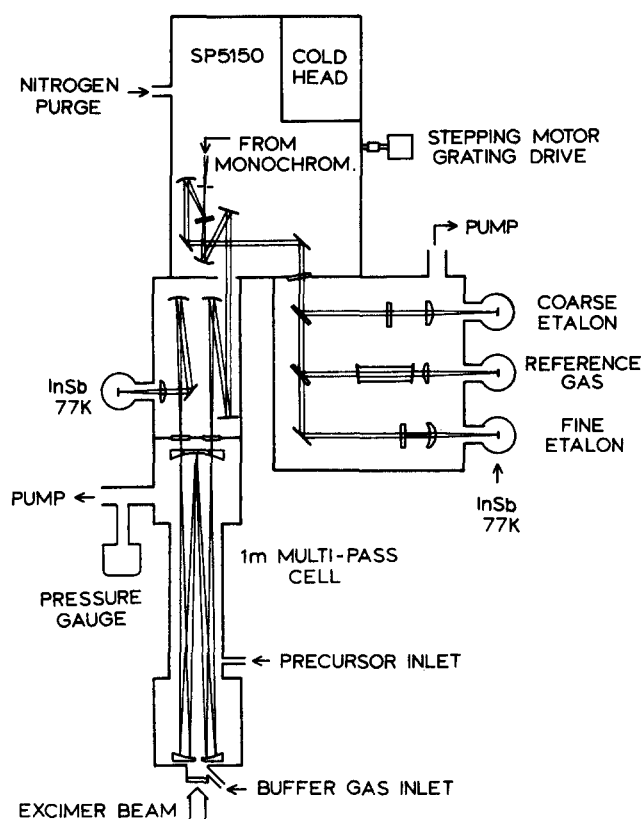 SP5150
COLD
HEAD
NITROGEN
PURGE
FROM
MONOCHROM.
STEPPING MOTOR
GRATING DRIVE
PUMP
COARSE
ETALON
REFERENCE
GAS
FINE
ETALON
InSb
77K
InSb
77K
PUMP
PRESSURE
GAUGE
1m MULTI-PASS
CELL
PRECURSOR INLET
BUFFER GAS INLET
EXCIMER BEAM